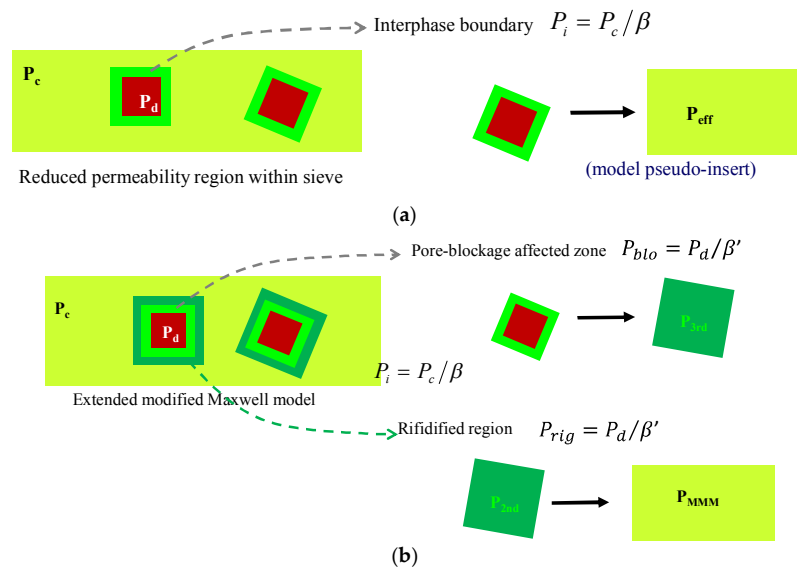 Interphase boundary P_i = P_c/β
P_c
P_d
P_eff
(model pseudo-insert)
Reduced permeability region within sieve
(a)
Pore-blockage affected zone P_blo = P_d/β'
P_c
P_d
P_3rd
P_i = P_c/β
Extended modified Maxwell model
Rifidified region P_rig = P_d/β'
P_2nd
P_MMM
(b)